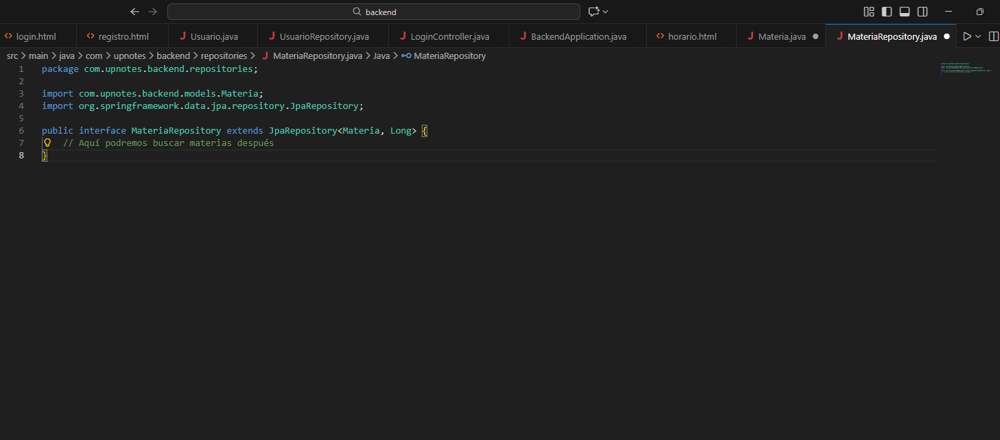 backend
login.html
registro.html
Usuario.java
UsuarioRepository.java
LoginController.java
BackendApplication.java
horario.html
Materia.java
MateriaRepository.java
src > main > java > com > upnotes > backend > repositories > MateriaRepository.java > Java > MateriaRepository
1 package com.upnotes.backend.repositories;
2
3 import com.upnotes.backend.models.Materia;
4 import org.springframework.data.jpa.repository.JpaRepository;
5
6 public interface MateriaRepository extends JpaRepository<Materia, Long> {
7 // Aquí podremos buscar materias después
8 }